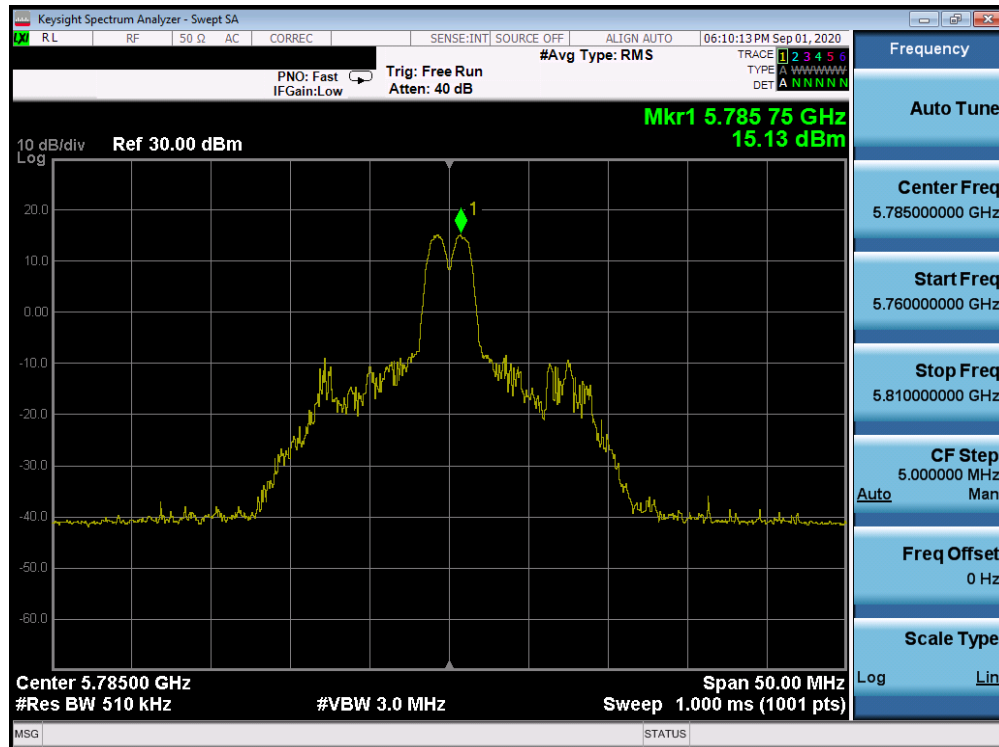 Keysight Spectrum Analyzer - Swept SA
LXI RL RF 50 Ω AC CORREC SENSE:INT SOURCE OFF ALIGN AUTO 06:10:13 PM Sep 01, 2020
#Avg Type: RMS
TRACE 1 2 3 4 5 6
PNO: Fast Trig: Free Run
TYPE A WWWWW
IFGain:Low Atten: 40 dB
DET A N N N N N
Mkr1 5.785 75 GHz
15.13 dBm
10 dB/div Ref 30.00 dBm
Log
1
20.0
10.0
0.00
-10.0
-20.0
-30.0
-40.0
-50.0
-60.0
Center 5.78500 GHz Span 50.00 MHz
#Res BW 510 kHz #VBW 3.0 MHz Sweep 1.000 ms (1001 pts)
MSG STATUS
Frequency
Auto Tune
Center Freq
5.785000000 GHz
Start Freq
5.760000000 GHz
Stop Freq
5.810000000 GHz
CF Step
5.000000 MHz
Auto Man
Freq Offset
0 Hz
Scale Type
Log Lin